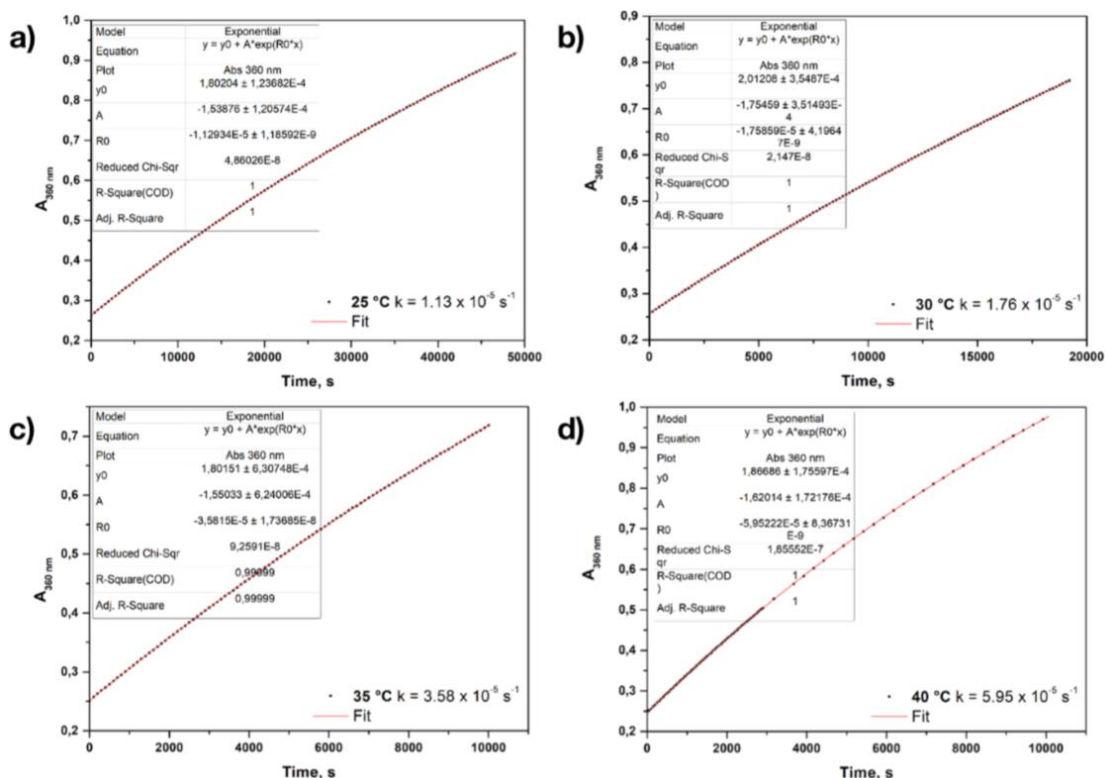 a)
1,0
0,9
0,8
0,7
0,6
0,5
0,4
0,3
0,2
A360 nm
Model Exponential
Equation y = y0 + A*exp(R0*x)
Plot Abs 360 nm
y0 1,80204 ± 1,23682E-4
A -1,53876 ± 1,20574E-4
R0 -1,12934E-5 ± 1,18592E-9
Reduced Chi-Sqr 4,86026E-8
R-Square(COD) 1
Adj. R-Square 1
25 °C k = 1.13 x 10-5 s-1
Fit
0 10000 20000 30000 40000 50000
Time, s
b)
0,9
0,8
0,7
0,6
0,5
0,4
0,3
0,2
A360 nm
Model Exponential
Equation y = y0 + A*exp(R0*x)
Plot Abs 360 nm
y0 2,01208 ± 3,5487E-4
A -1,75459 ± 3,51493E-
4
R0 -1,75859E-5 ± 4,1964
7E-9
Reduced Chi-S 2,147E-8
qr
R-Square(COD 1
)
Adj. R-Square 1
30 °C k = 1.76 x 10-5 s-1
Fit
0 5000 10000 15000 20000
Time, s
c)
0,7
0,6
0,5
0,4
0,3
0,2
A360 nm
Model Exponential
Equation y = y0 + A*exp(R0*x)
Plot Abs 360 nm
y0 1,80151 ± 6,30748E-4
A -1,55033 ± 6,24006E-4
R0 -3,5815E-5 ± 1,73685E-8
Reduced Chi-Sqr 9,2591E-8
R-Square(COD) 0,99999
Adj. R-Square 0,99999
35 °C k = 3.58 x 10-5 s-1
Fit
0 2000 4000 6000 8000 10000
Time, s
d)
1,0
0,9
0,8
0,7
0,6
0,5
0,4
0,3
0,2
A360 nm
Model Exponential
Equation y = y0 + A*exp(R0*x)
Plot Abs 360 nm
y0 1,86686 ± 1,75597E-4
A -1,62014 ± 1,72176E-4
R0 -5,95222E-5 ± 8,36731
E-9
Reduced Chi-S 1,85552E-7
qr
R-Square(COD 1
)
Adj. R-Square 1
40 °C k = 5.95 x 10-5 s-1
Fit
0 2000 4000 6000 8000 10000
Time, s